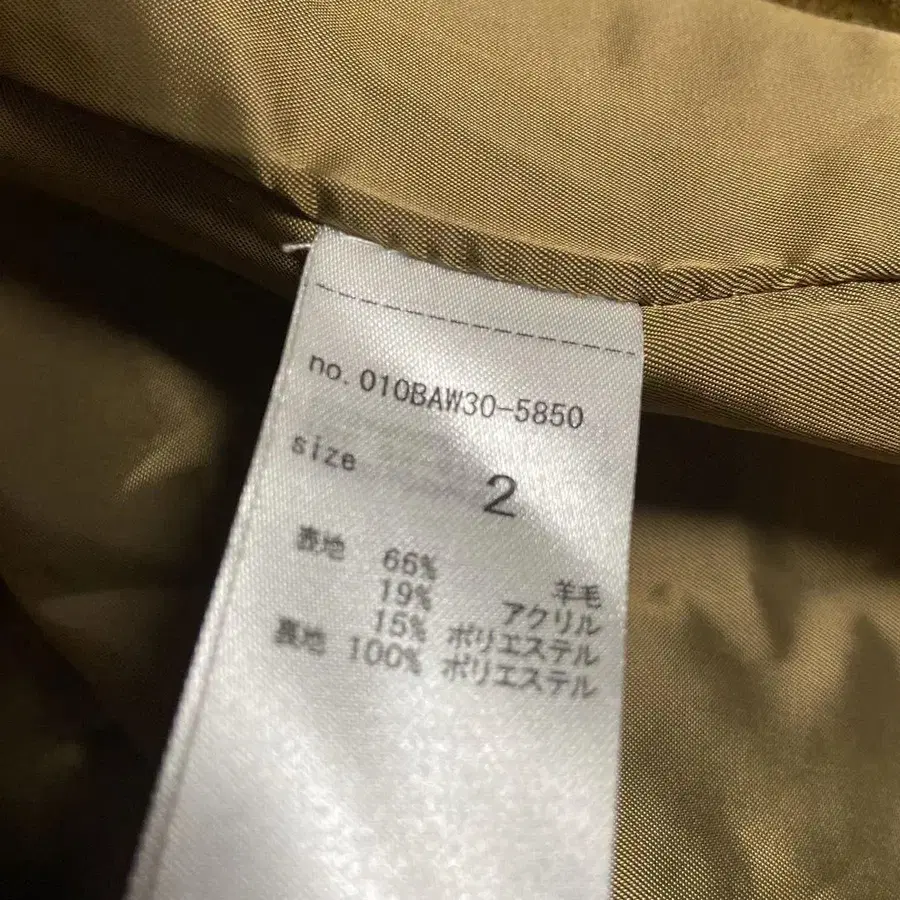 no. 010BAW30-5850
size 2
表地 66% 羊毛
19% アクリル
15% ポリエステル
裏地 100% ポリエステル